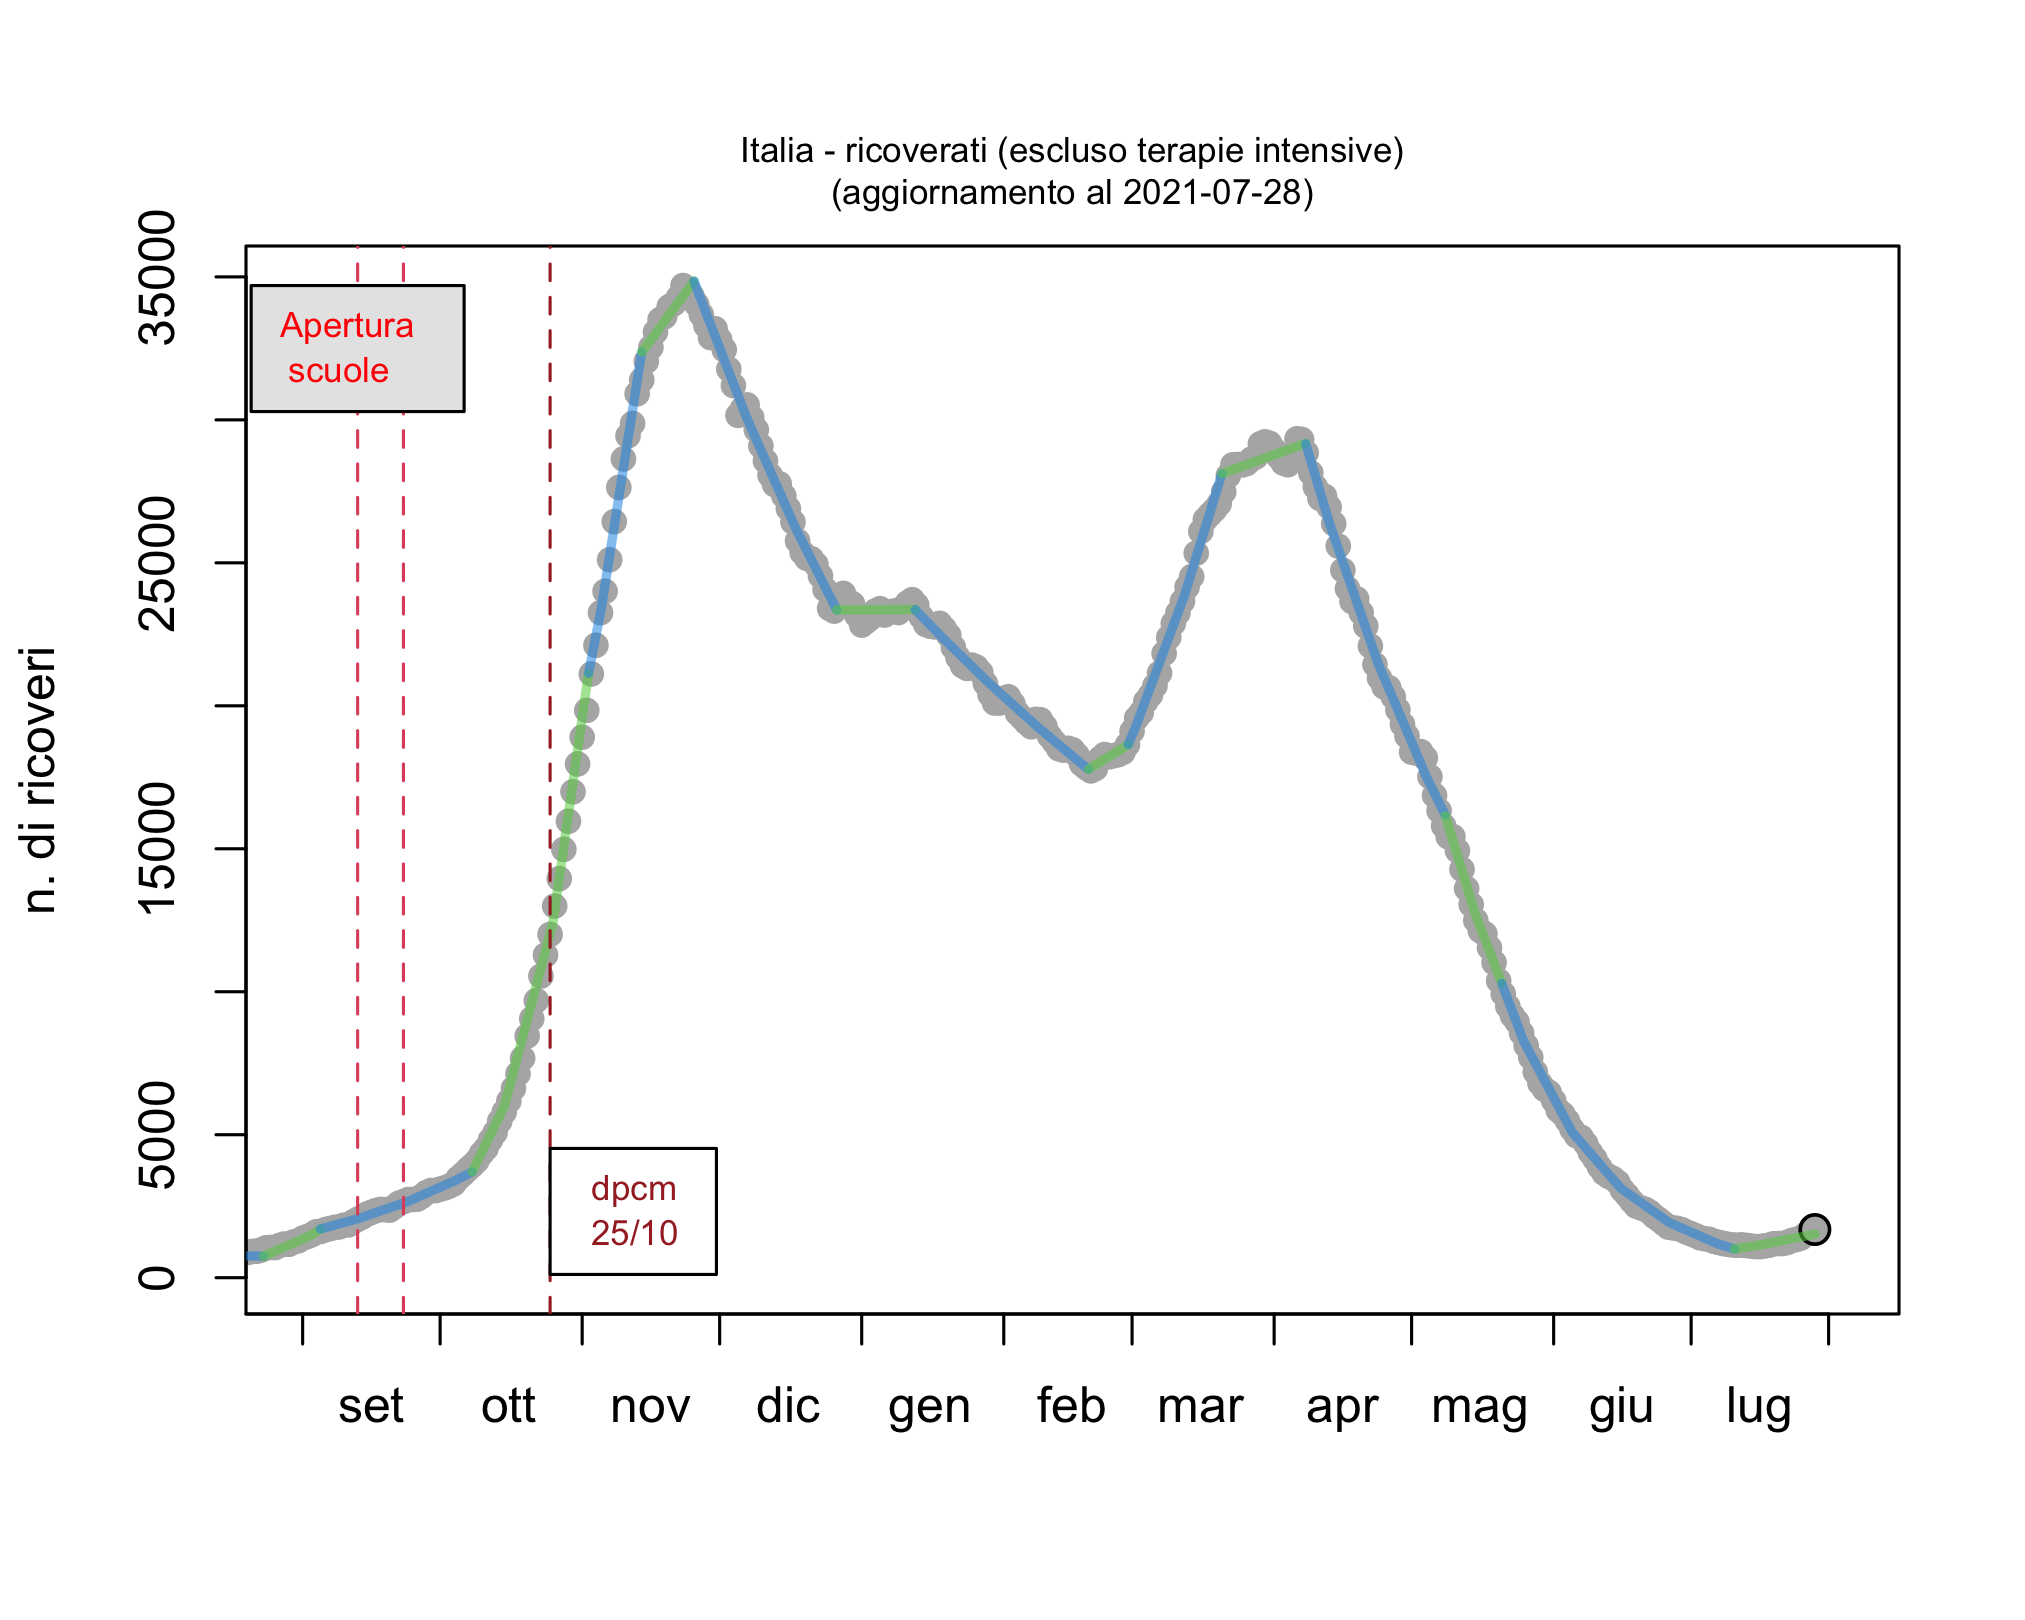 Italia - ricoverati (escluso terapie intensive)
(aggiornamento al 2021-07-28)
n. di ricoveri
35000
25000
15000
5000
0
Apertura
scuole
dpcm
25/10
set ott nov dic gen feb mar apr mag giu lug